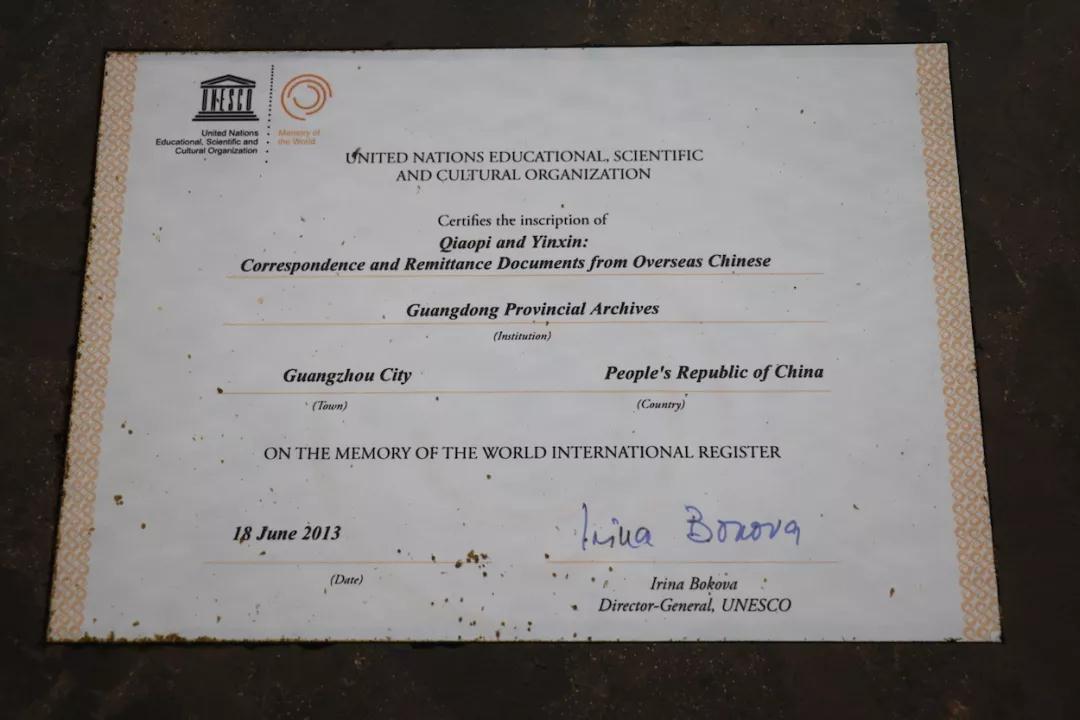 UNESCO
United Nations
Educational, Scientific and
Cultural Organization
Memory of
the World
UNITED NATIONS EDUCATIONAL, SCIENTIFIC
AND CULTURAL ORGANIZATION
Certifies the inscription of
Qiaopi and Yinxin:
Correspondence and Remittance Documents from Overseas Chinese
Guangdong Provincial Archives
(Institution)
Guangzhou City People's Republic of China
(Town) (Country)
ON THE MEMORY OF THE WORLD INTERNATIONAL REGISTER
18 June 2013 Irina Bokova
(Date)
Irina Bokova
Director-General, UNESCO